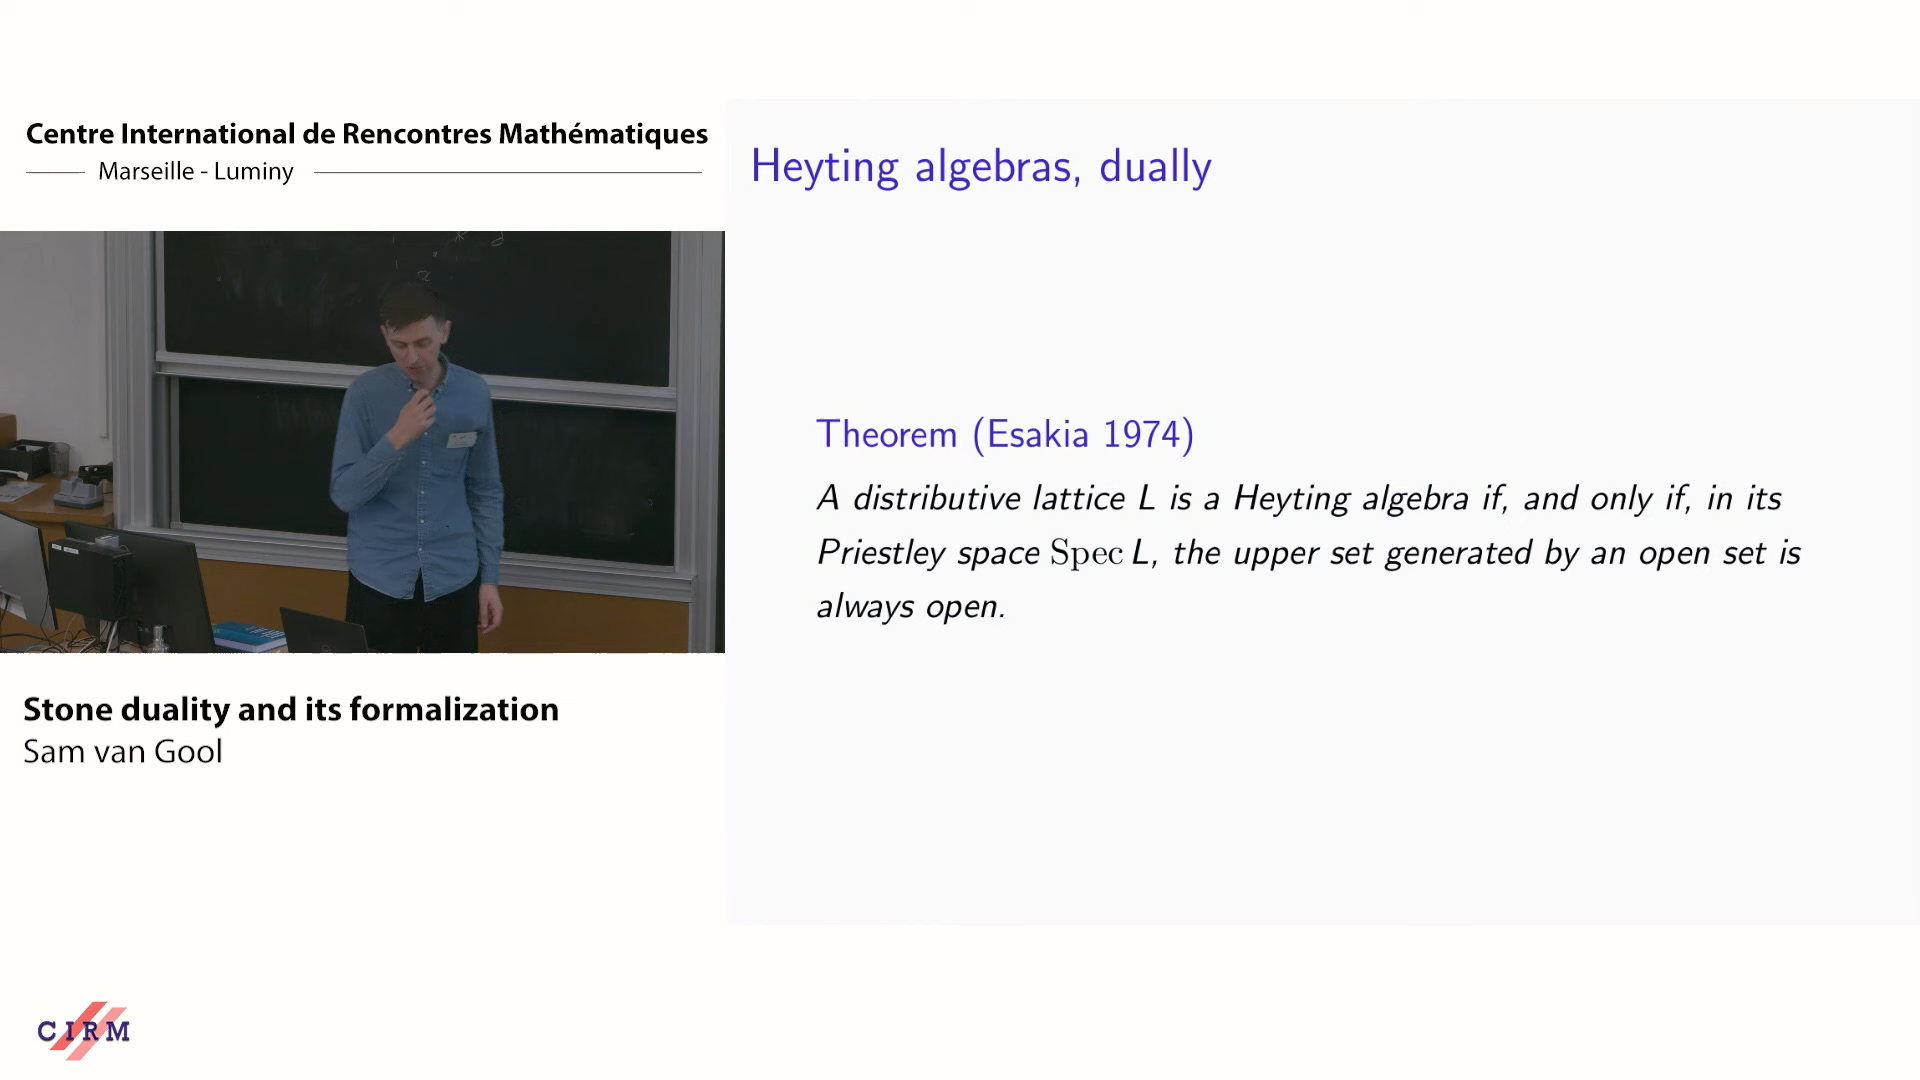 Centre International de Rencontres Mathématiques
Marseille - Luminy
Heyting algebras, dually
Theorem (Esakia 1974)
A distributive lattice L is a Heyting algebra if, and only if, in its
Priestley space Spec L, the upper set generated by an open set is
always open.
Stone duality and its formalization
Sam van Gool
CIRM